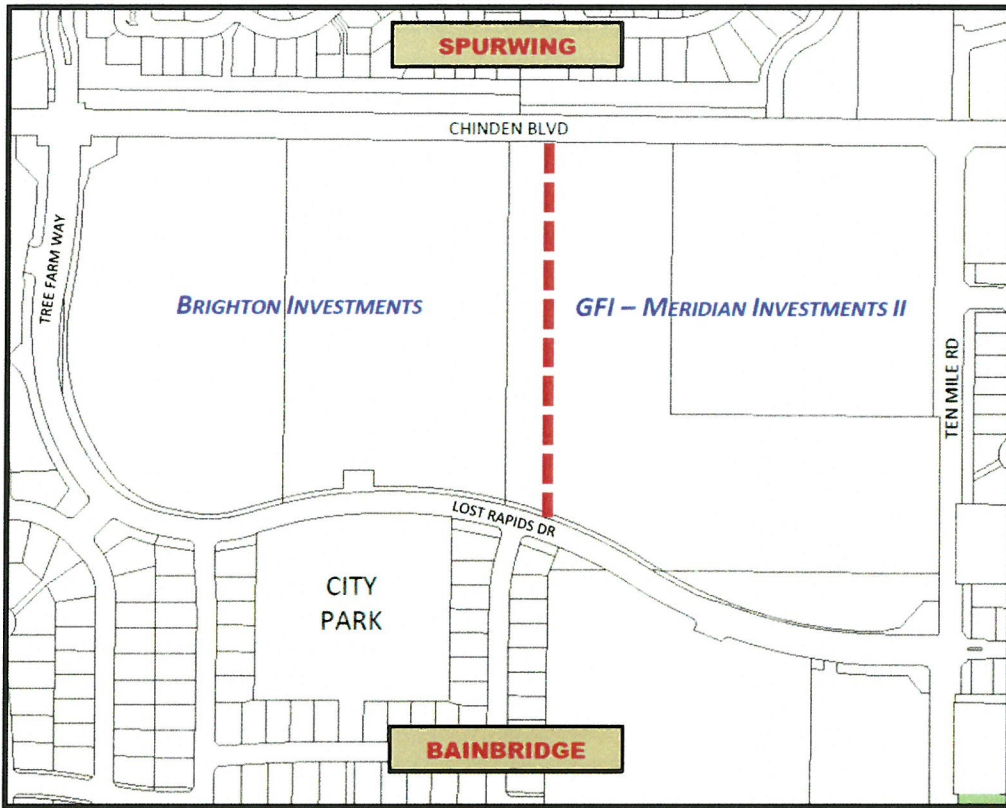 SPURWING
CHINDEN BLVD
TREE FARM WAY
BRIGHTON INVESTMENTS
GFI – MERIDIAN INVESTMENTS II
TEN MILE RD
LOST RAPIDS DR
CITY
PARK
BAINBRIDGE